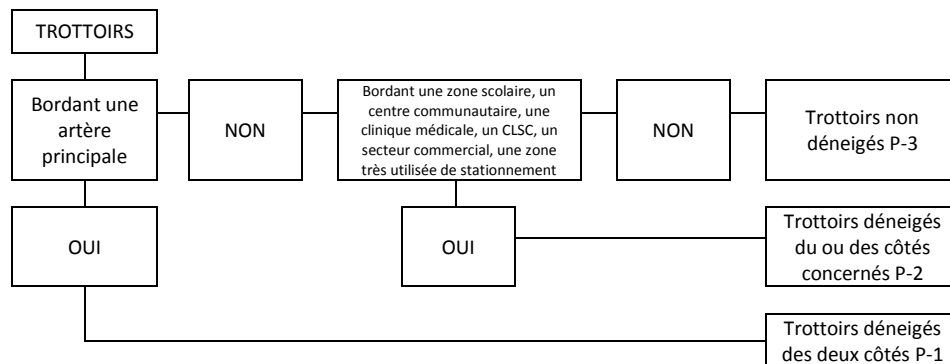 TROTTOIRS
Bordant une
artère
principale
NON
Bordant une zone scolaire, un
centre communautaire, une
clinique médicale, un CLSC, un
secteur commercial, une zone
très utilisée de stationnement
NON
Trottoirs non
déneigés P-3
OUI
OUI
Trottoirs déneigés
du ou des côtés
concernés P-2
Trottoirs déneigés
des deux côtés P-1